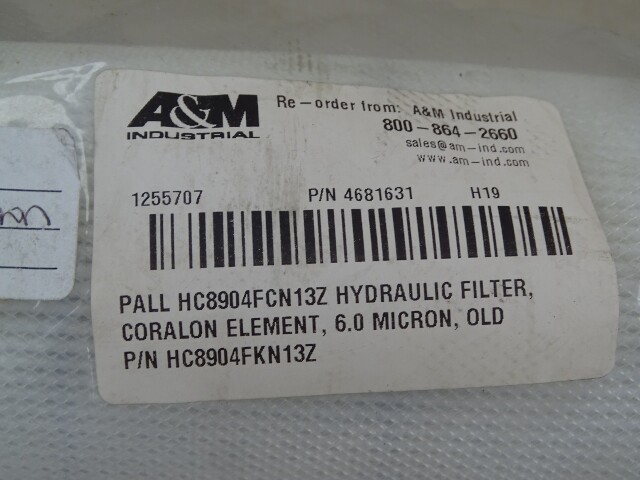 A&M
INDUSTRIAL
Re-order from: A&M Industrial
800-864-2660
sales@am-ind.com
www.am-ind.com
1255707 P/N 4681631 H19
PALL HC8904FCN13Z HYDRAULIC FILTER,
CORALON ELEMENT, 6.0 MICRON, OLD
P/N HC8904FKN13Z